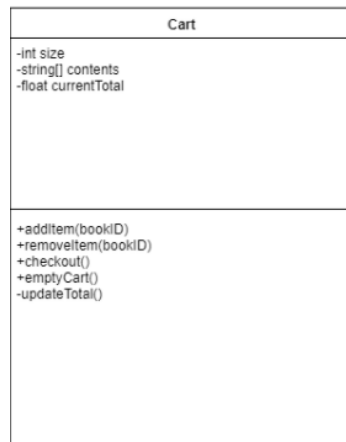 Cart
-int size
-string[] contents
-float currentTotal
+addItem(bookID)
+removeItem(bookID)
+checkout()
+emptyCart()
-updateTotal()